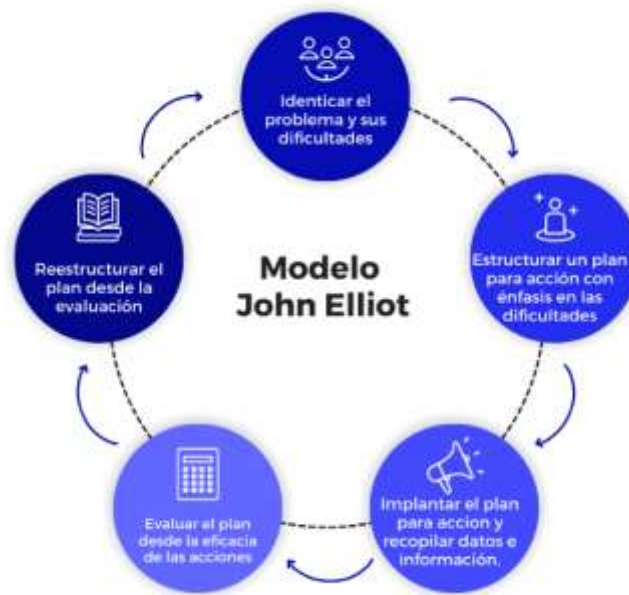 Identicar el
problema y sus
dificultades
Estructurar un plan
para acción con
énfasis en las
dificultades
Implantar el plan
para accion y
recopilar datos e
información.
Evaluar el plan
desde la eficacia
de las acciones
Reestructurar el
plan desde la
evaluación
Modelo
John Elliot